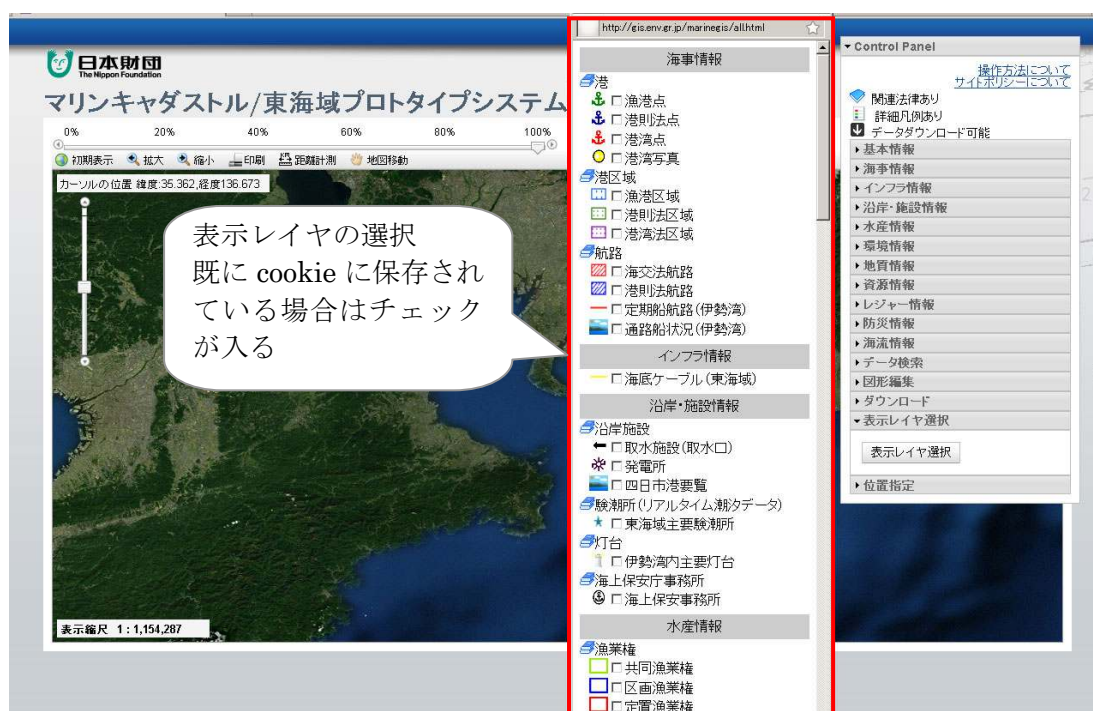 http://gis.env.gr.jp/marinegis/all.html
日本財団
The Nippon Foundation
マリンキャダストル/東海域プロトタイプシステム
0% 20% 40% 60% 80% 100%
初期表示 拡大 縮小 印刷 距離計測 地図移動
カーソルの位置 緯度:35.362,経度136.673
表示レイヤの選択
既に cookie に保存され
ている場合はチェック
が入る
表示縮尺 1:1,154,287
海事情報
港
漁港点
港則法点
港湾点
港湾写真
港区域
漁港区域
港則法区域
港湾法区域
航路
海交法航路
港則法航路
定期船航路(伊勢湾)
通路船状況(伊勢湾)
インフラ情報
海底ケーブル(東海域)
沿岸・施設情報
沿岸施設
取水施設(取水口)
発電所
四日市港要覧
験潮所(リアルタイム潮汐データ)
東海域主要験潮所
灯台
伊勢湾内主要灯台
海上保安庁事務所
海上保安事務所
水産情報
漁業権
共同漁業権
区画漁業権
定置漁業権
Control Panel
操作方法について
サイトポリシーについて
関連法律あり
詳細凡例あり
データダウンロード可能
基本情報
海事情報
インフラ情報
沿岸・施設情報
水産情報
環境情報
地質情報
資源情報
レジャー情報
防災情報
海流情報
データ検索
図形編集
ダウンロード
表示レイヤ選択
表示レイヤ選択
位置指定